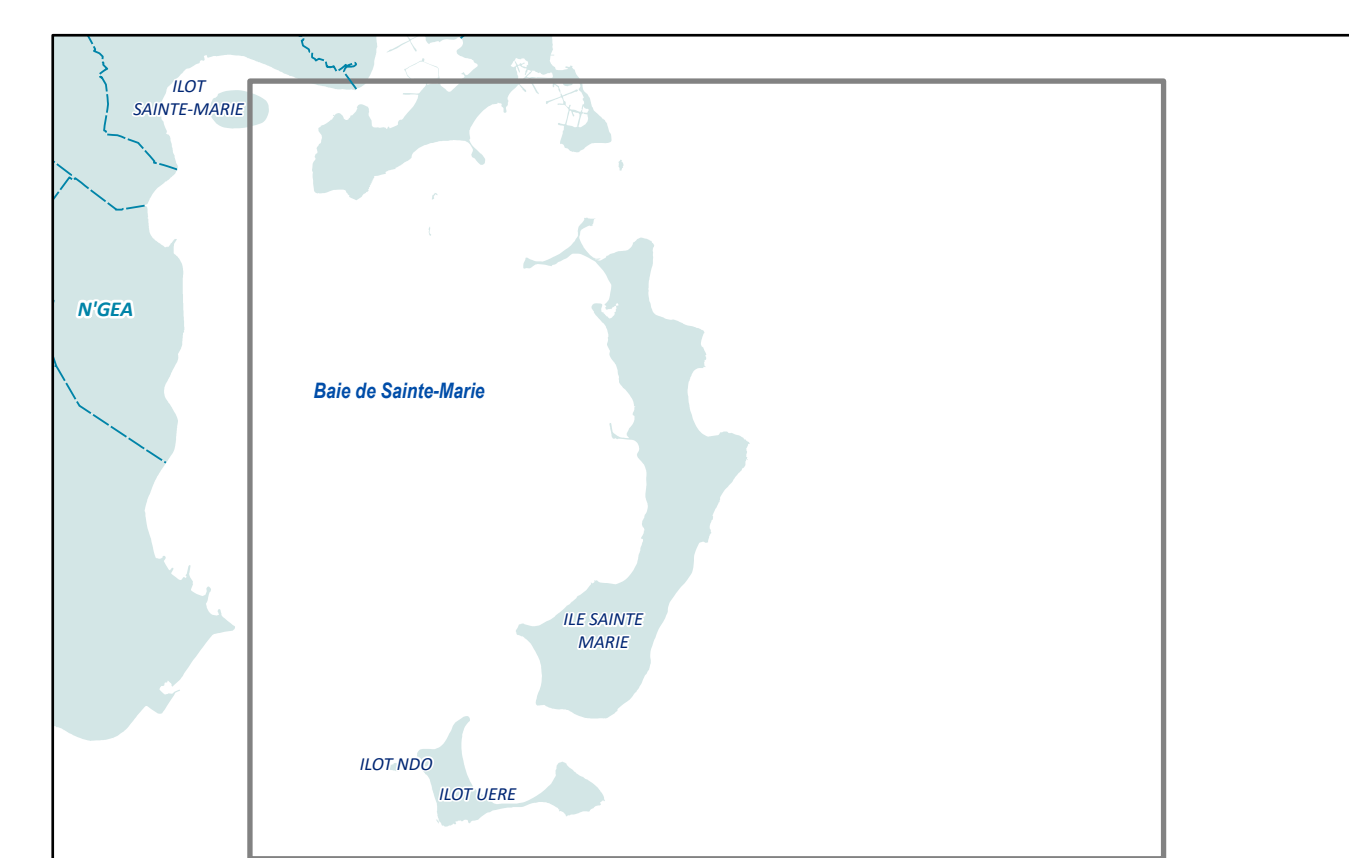 ILOT
SAINTE-MARIE
N'GEA
Baie de Sainte-Marie
ILE SAINTE
MARIE
ILOT NDO
ILOT UERE